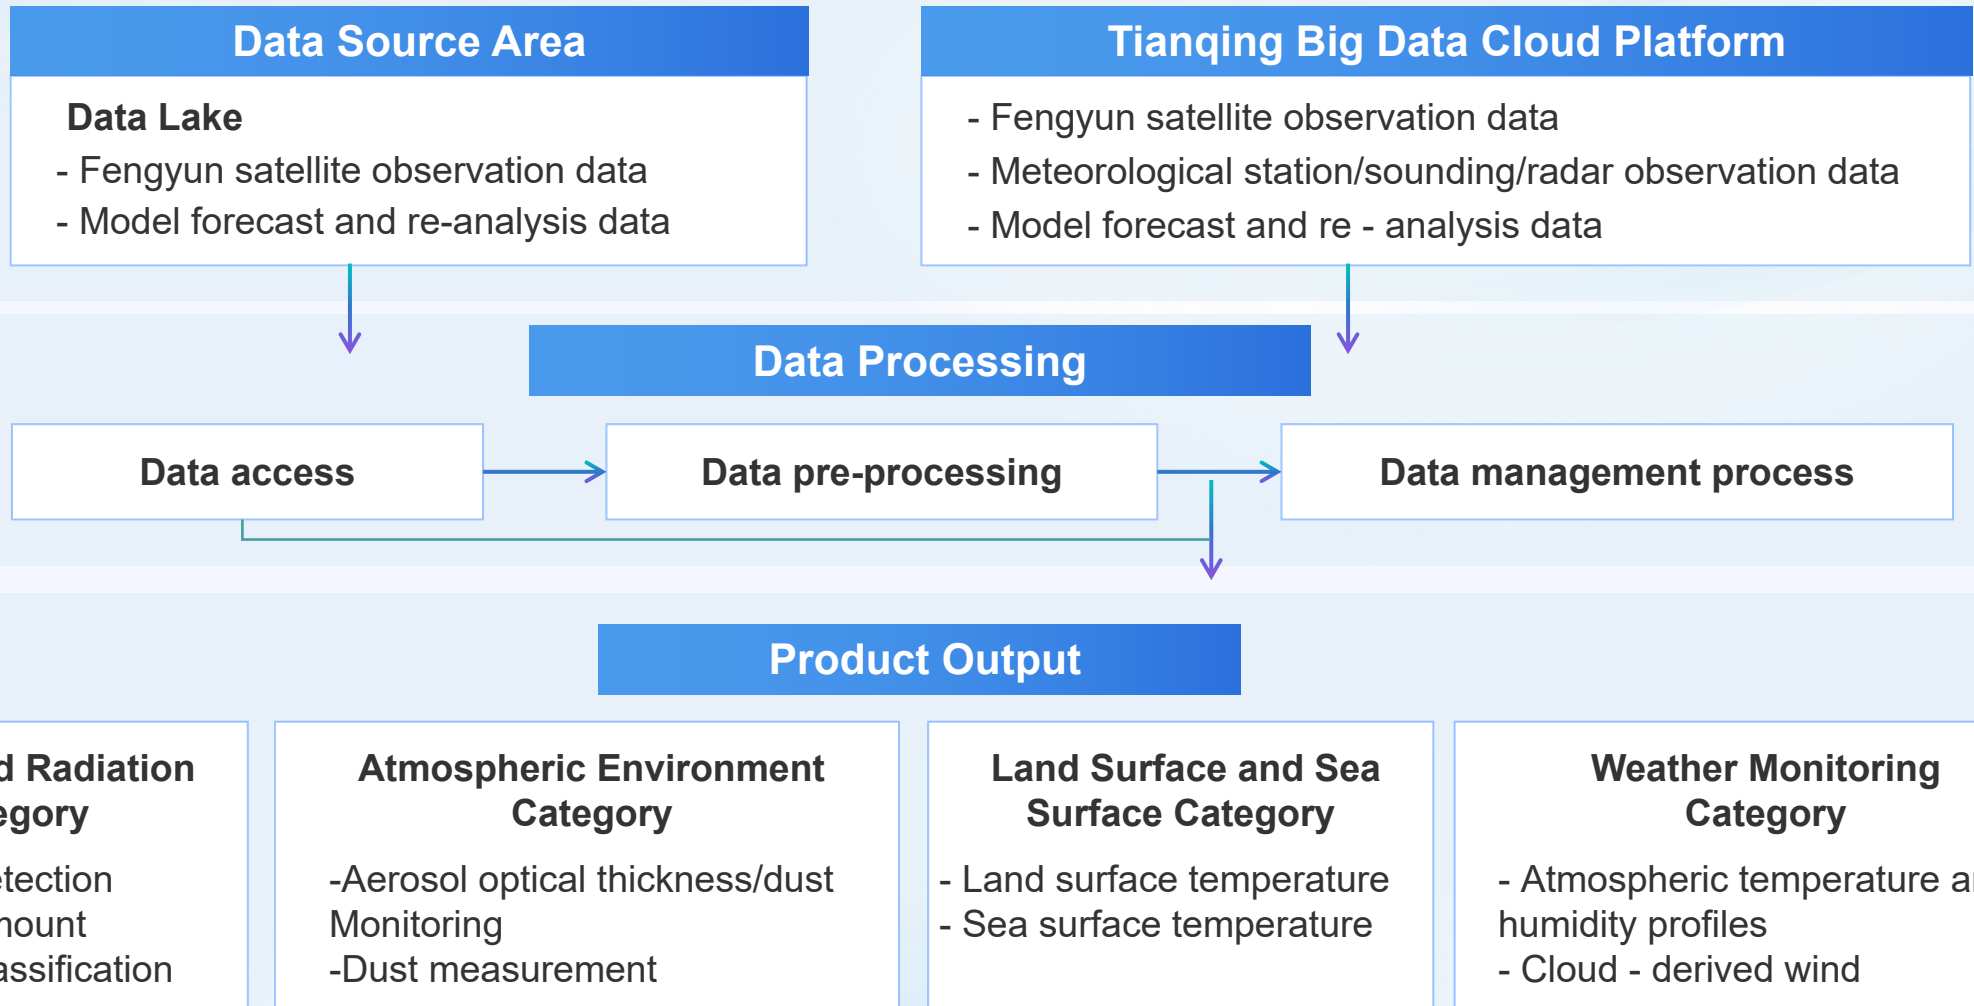 Data Source Area
Data Lake
- Fengyun satellite observation data
- Model forecast and re-analysis data
Tianqing Big Data Cloud Platform
- Fengyun satellite observation data
- Meteorological station/sounding/radar observation data
- Model forecast and re - analysis data
Data Processing
Data access
Data pre-processing
Data management process
Product Output
Radiation
Atmospheric Environment
Category
-Aerosol optical thickness/dust
Monitoring
-Dust measurement
Land Surface and Sea
Surface Category
- Land surface temperature
- Sea surface temperature
Weather Monitoring
Category
- Atmospheric temperature
humidity profiles
- Cloud - derived wind